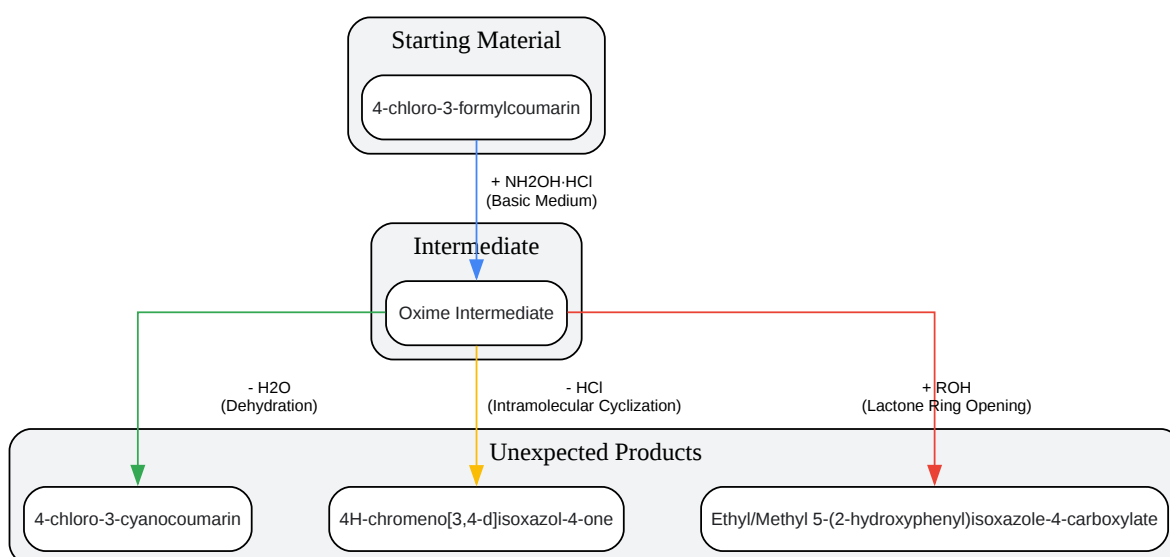 Starting Material
4-chloro-3-formylcoumarin
+ NH2OH·HCl
(Basic Medium)
Intermediate
Oxime Intermediate
- H2O
(Dehydration)
- HCl
(Intramolecular Cyclization)
+ ROH
(Lactone Ring Opening)
Unexpected Products
4-chloro-3-cyanocoumarin
4H-chromeno[3,4-d]isoxazol-4-one
Ethyl/Methyl 5-(2-hydroxyphenyl)isoxazole-4-carboxylate